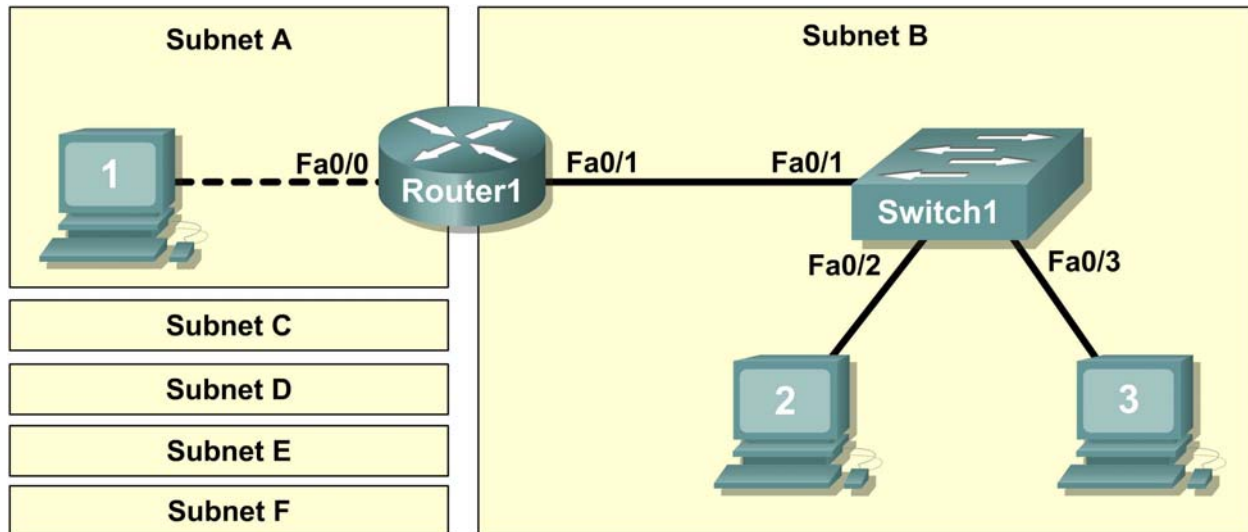 Subnet A
Subnet B
1
Fa0/0
Router1
Fa0/1
Fa0/1
Switch1
Fa0/2
Fa0/3
Subnet C
Subnet D
Subnet E
Subnet F
2
3